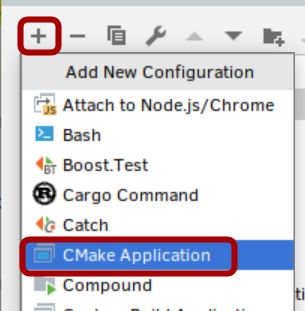 Add New Configuration
Attach to Node.js/Chrome
JS
Bash
Boost.Test
BT
Cargo Command
Catch
CMake Application
Compound